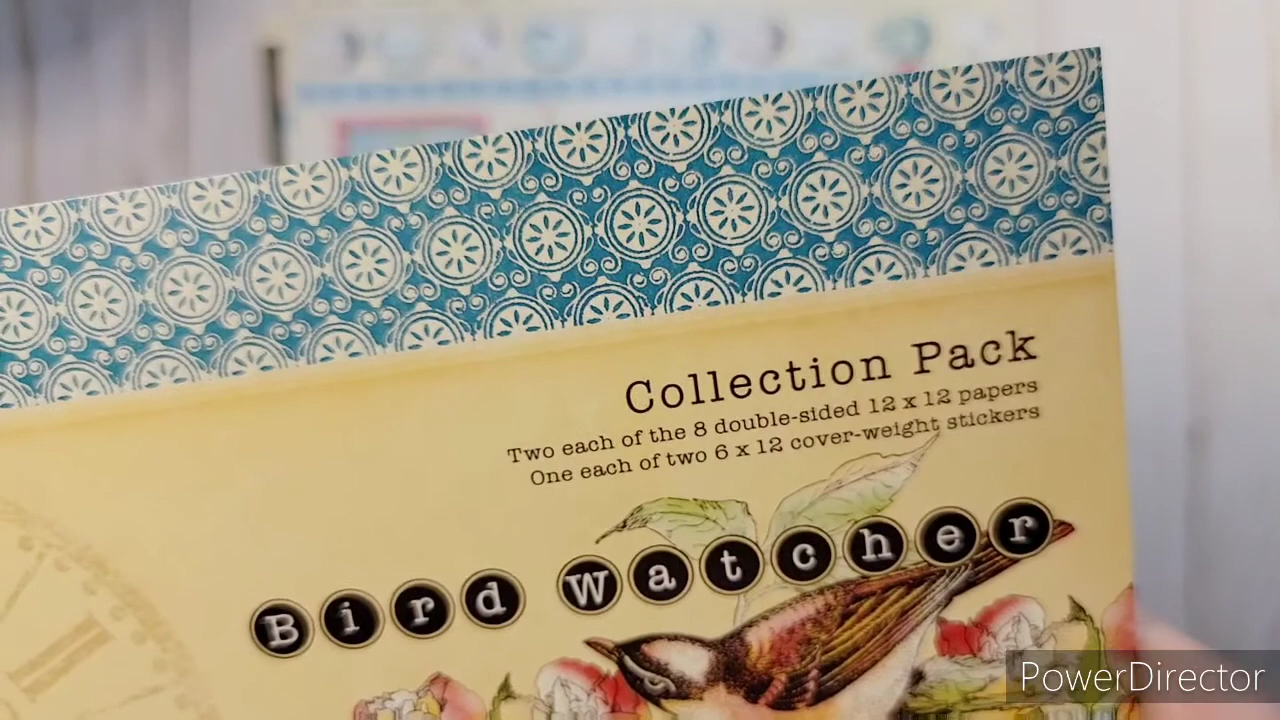 Collection Pack
Two each of the 8 double-sided 12 x 12 papers
One each of two 6 x 12 cover-weight stickers
Bird Watcher
PowerDirector